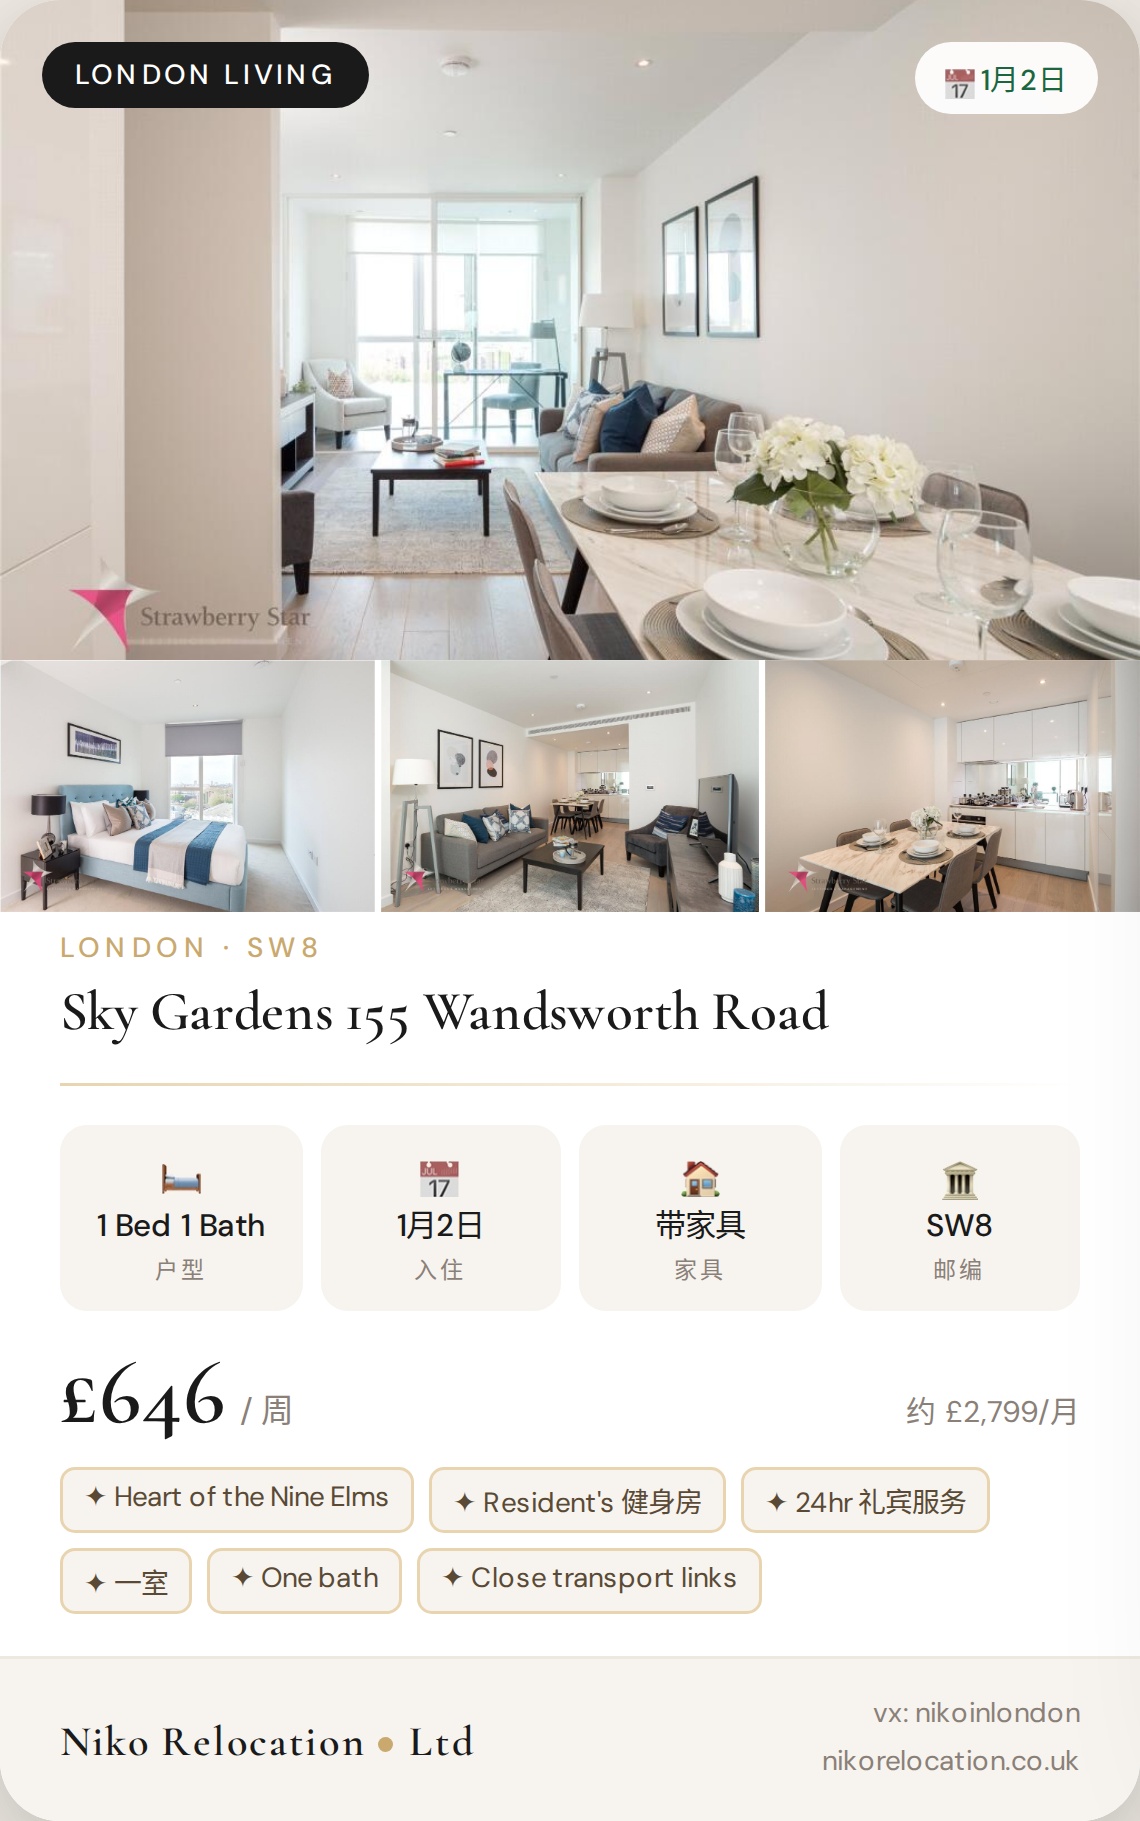 LONDON LIVING
1月2日
Strawberry Star
LONDON · SW8
Sky Gardens 155 Wandsworth Road
1 Bed 1 Bath
户型
JUL
17
1月2日
入住
带家具
家具
SW8
邮编
£646 / 周
约 £2,799/月
✦ Heart of the Nine Elms
✦ Resident's 健身房
✦ 24hr 礼宾服务
✦ 一室
✦ One bath
✦ Close transport links
Niko Relocation • Ltd
vx: nikoinlondon
nikorelocation.co.uk